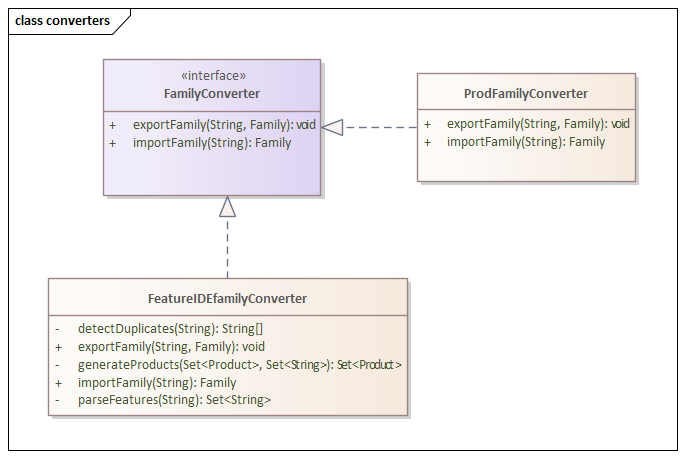 class converters
«interface»
FamilyConverter
+ exportFamily(String, Family): void
+ importFamily(String): Family
ProdFamilyConverter
+ exportFamily(String, Family): void
+ importFamily(String): Family
FeatureIDEfamilyConverter
- detectDuplicates(String): String[]
+ exportFamily(String, Family): void
- generateProducts(Set<Product>, Set<String>): Set<Product>
+ importFamily(String): Family
- parseFeatures(String): Set<String>